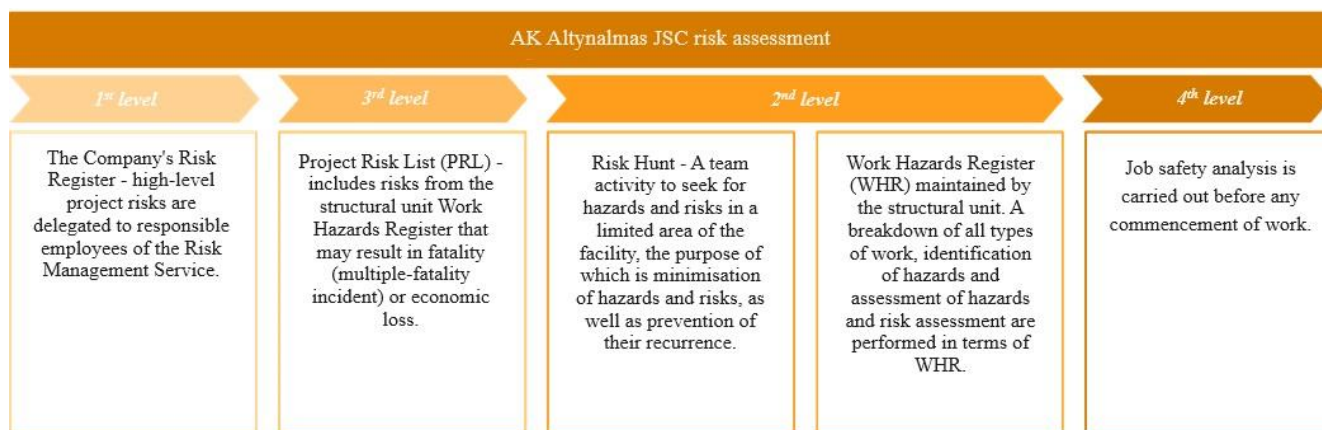 AK Altynalmas JSC risk assessment
1st level
3rd level
2nd level
4th level
The Company's Risk
Register - high-level
project risks are
delegated to responsible
employees of the Risk
Management Service.
Project Risk List (PRL) -
includes risks from the
structural unit Work
Hazards Register that
may result in fatality
(multiple-fatality
incident) or economic
loss.
Risk Hunt - A team
activity to seek for
hazards and risks in a
limited area of the
facility, the purpose of
which is minimisation
of hazards and risks, as
well as prevention of
their recurrence.
Work Hazards Register
(WHR) maintained by
the structural unit. A
breakdown of all types
of work, identification
of hazards and
assessment of hazards
and risk assessment are
performed in terms of
WHR.
Job safety analysis is
carried out before any
commencement of work.